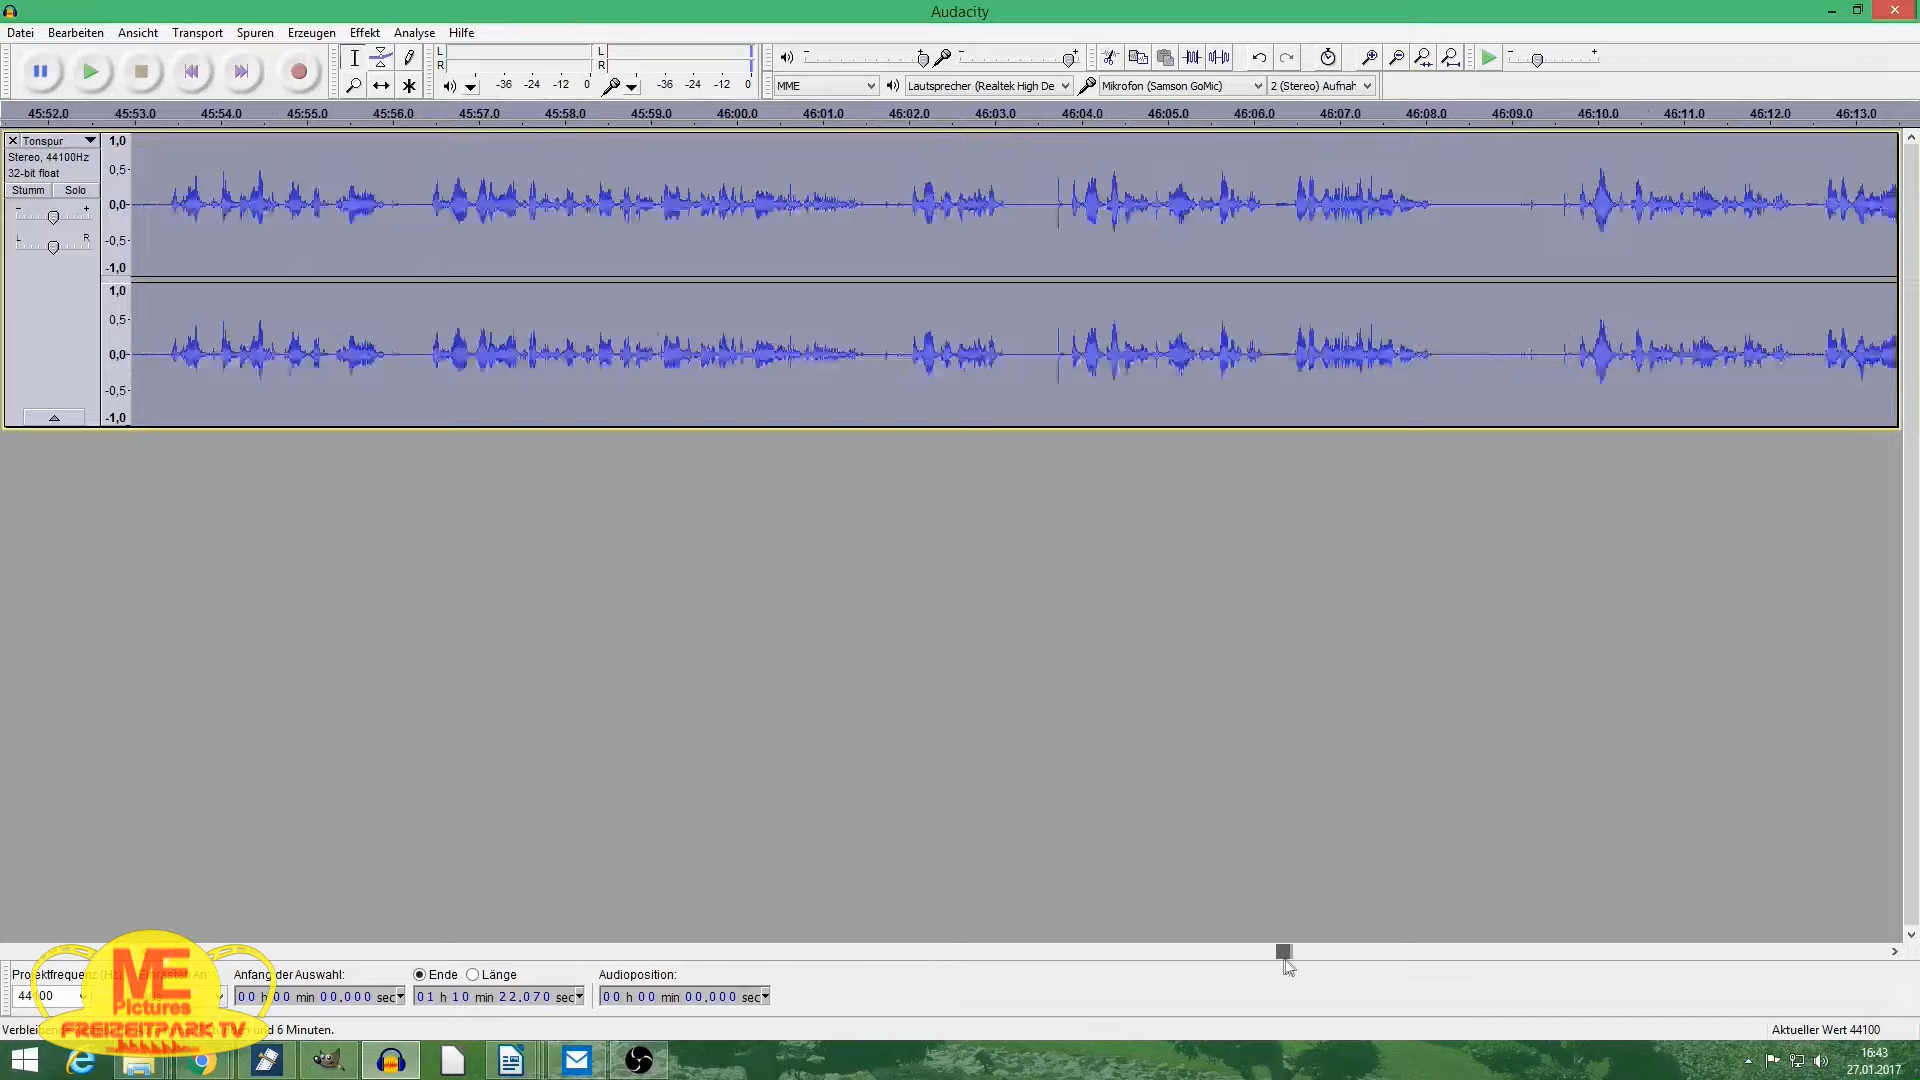 Audacity
Datei Bearbeiten Ansicht Transport Spuren Erzeugen Effekt Analyse Hilfe
L
R
L
R
-36 -24 -12 0
-36 -24 -12 0
MME
Lautsprecher (Realtek High De
Mikrofon (Samson GoMic)
2 (Stereo) Aufnah
45:52.0 45:53.0 45:54.0 45:55.0 45:56.0 45:57.0 45:58.0 45:59.0 46:00.0 46:01.0 46:02.0 46:03.0 46:04.0 46:05.0 46:06.0 46:07.0 46:08.0 46:09.0 46:10.0 46:11.0 46:12.0 46:13.0
Tonspur
Stereo, 44100Hz
32-bit float
Stumm Solo
- +
L R
1,0
0,5-
0,0-
-0,5-
-1,0
1,0
0,5-
0,0-
-0,5-
-1,0
Projektfrequenz (Hz): Einrasten An: Anfang der Auswahl: Ende Länge Audioposition:
44100
00 h 00 min 00.000 sec
01 h 10 min 22.070 sec
00 h 00 min 00.000 sec
ME
Pictures
FREIZEITPARK TV
und 6 Minuten.
Aktueller Wert 44100
16:43
27.01.2017